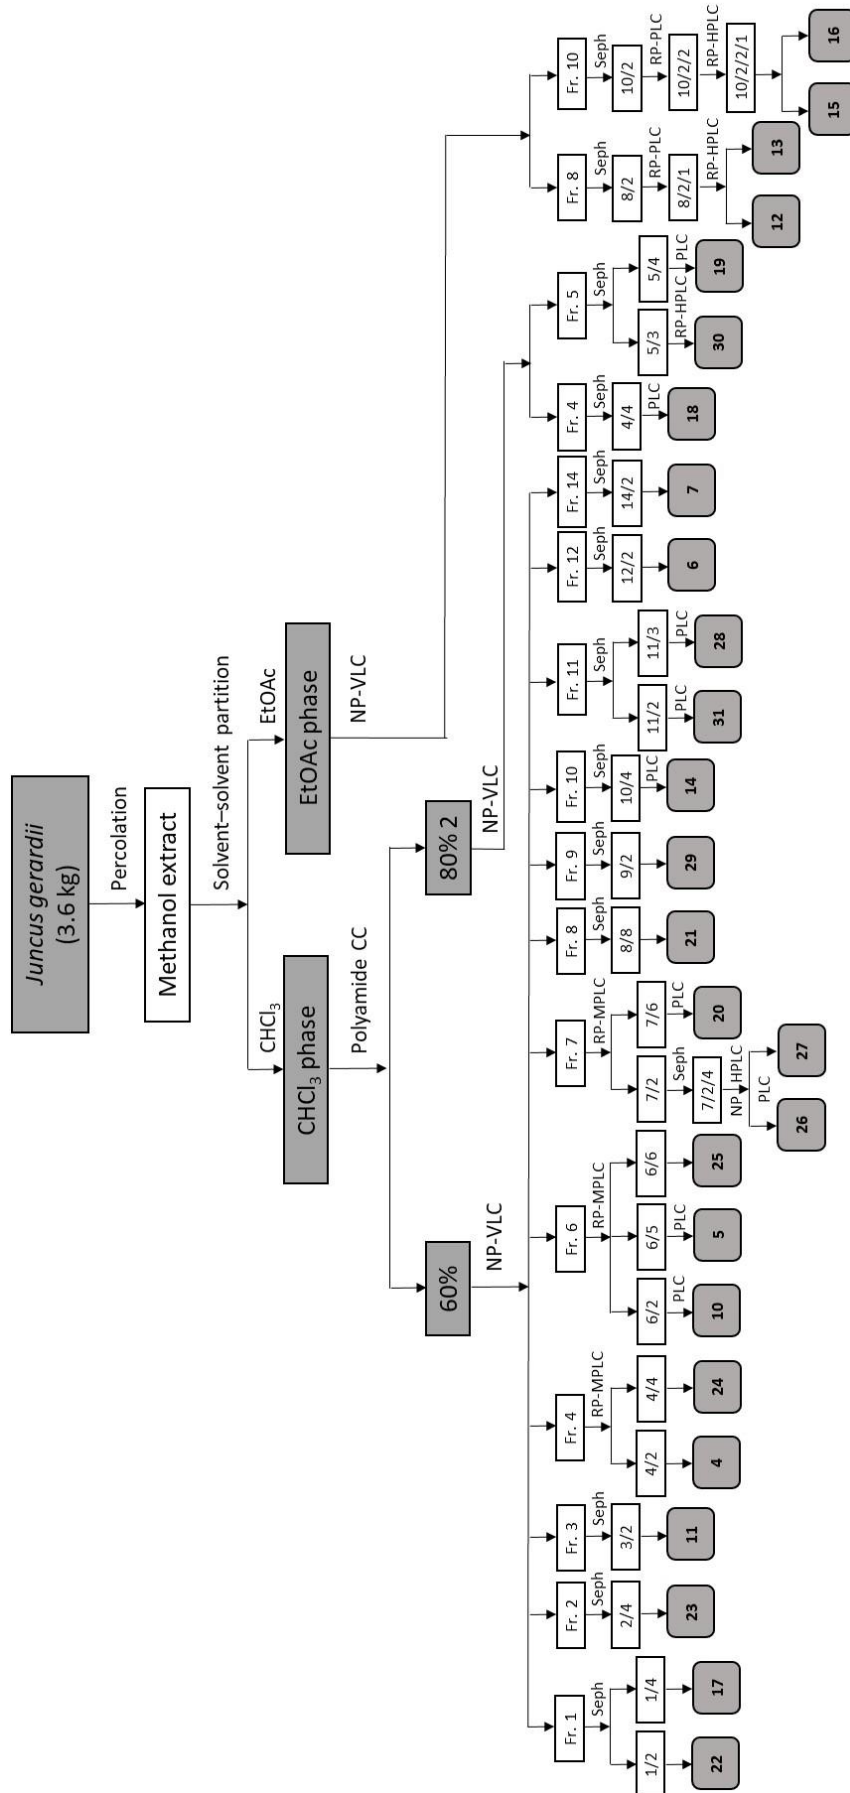 Juncus gerardii
(3.6 kg)
Percolation
Methanol extract
Solvent–solvent partition
CHCl3
EtOAc
CHCl3 phase
EtOAc phase
Polyamide CC
NP-VLC
60%
80% 2
NP-VLC
NP-VLC
Fr. 1
Fr. 2
Fr. 3
Fr. 4
Fr. 6
Fr. 7
Fr. 8
Fr. 9
Fr. 10
Fr. 11
Fr. 12
Fr. 14
Fr. 4
Fr. 5
Fr. 8
Fr. 10
Seph
Seph
Seph
RP-MPLC
RP-MPLC
RP-MPLC
Seph
Seph
Seph
Seph
Seph
Seph
Seph
Seph
Seph
Seph
1/2
1/4
2/4
3/2
4/2
4/4
6/2
6/5
6/6
7/2
7/6
8/8
9/2
10/4
11/2
11/3
12/2
14/2
4/4
5/3
5/4
8/2
10/2
PLC
PLC
Seph
PLC
PLC
PLC
PLC
PLC
RP-HPLC
PLC
RP-PLC
RP-PLC
22
17
23
11
4
24
10
5
25
7/2/4
20
21
29
14
31
28
6
7
18
30
19
8/2/1
10/2/2
NP_HPLC
PLC
RP-HPLC
RP-HPLC
26
27
12
13
10/2/2/1
15
16